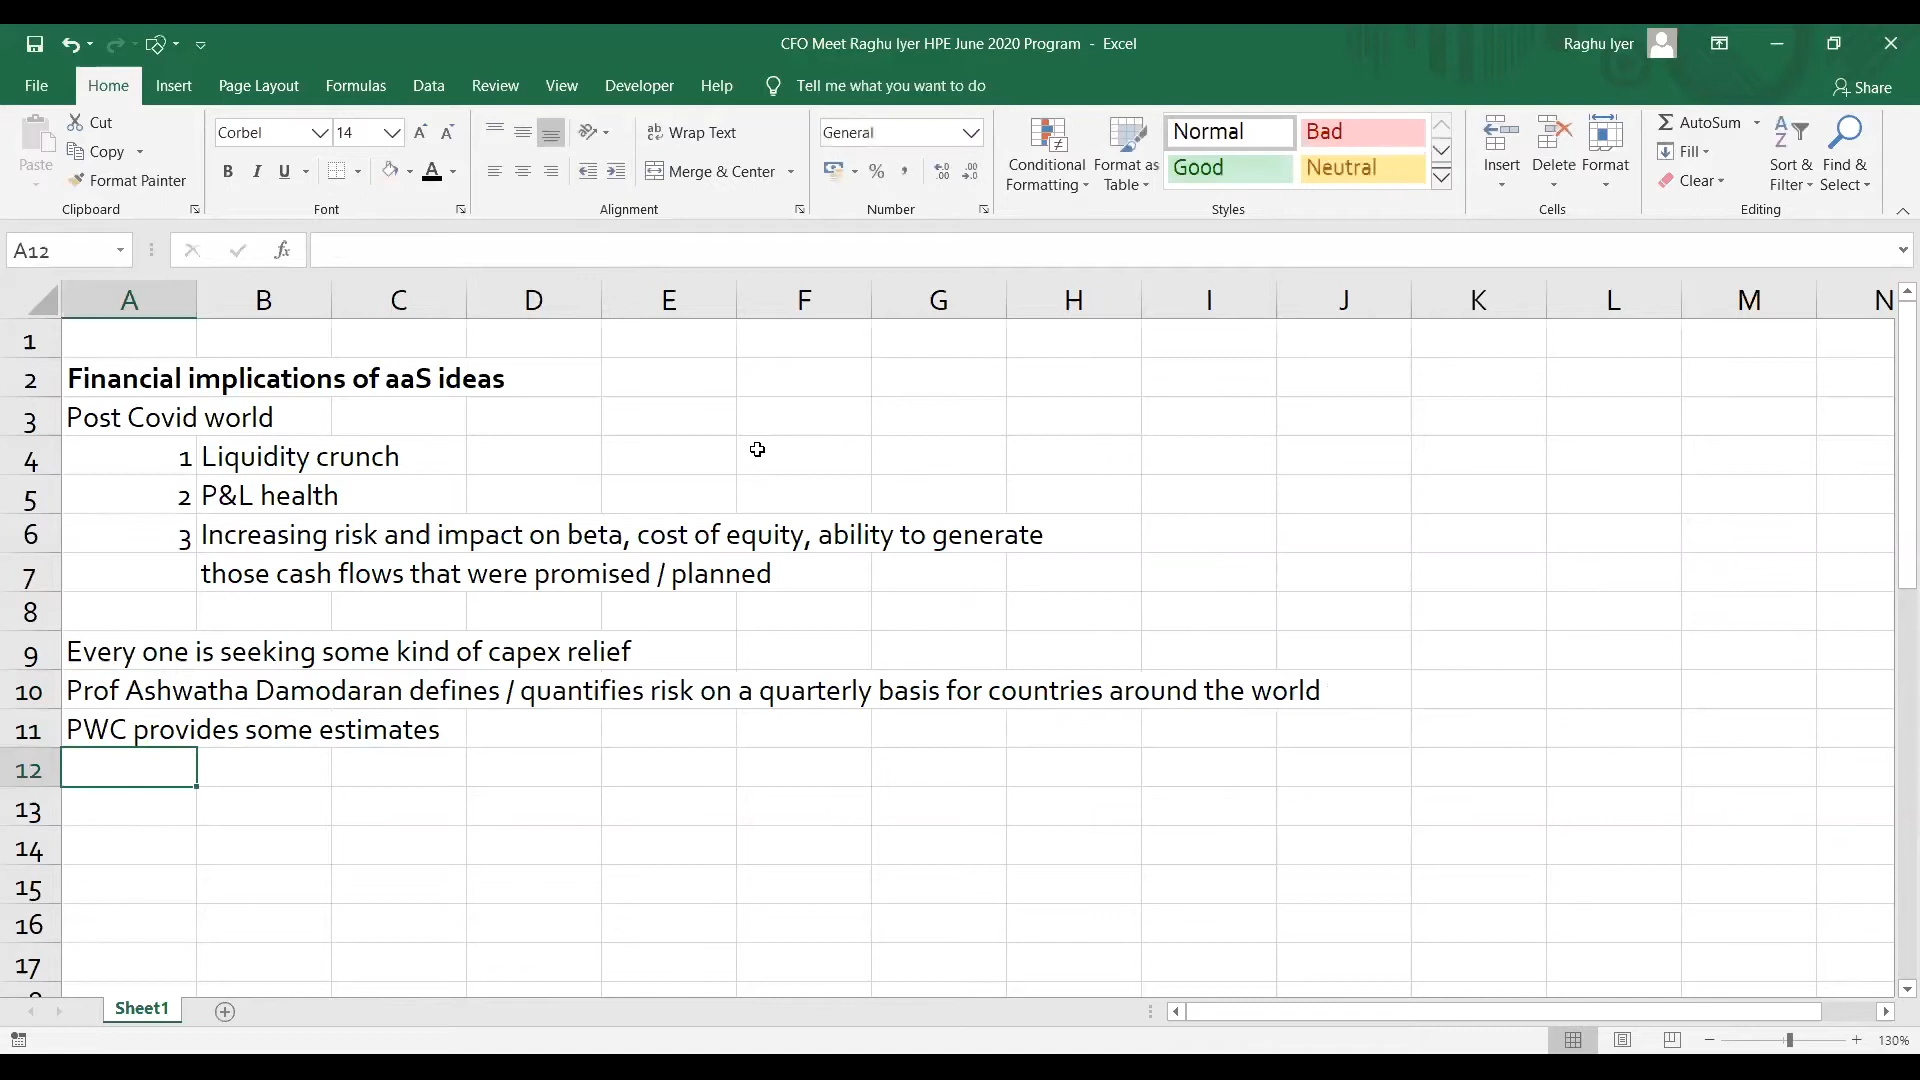 CFO Meet Raghu Iyer HPE June 2020 Program - Excel
Raghu Iyer
File Home Insert Page Layout Formulas Data Review View Developer Help Tell me what you want to do
Share
Paste
Cut
Copy
Format Painter
Clipboard
Corbel 14
B I U A
Font
Wrap Text
Merge & Center
Alignment
General
%
Number
Conditional Formatting
Format as Table
Normal Bad
Good Neutral
Styles
Insert Delete Format
Cells
AutoSum
Fill
Clear
Sort & Filter
Find & Select
Editing
A12 fx
A B C D E F G H I J K L M N
1
2 Financial implications of aaS ideas
3 Post Covid world
4 1 Liquidity crunch
5 2 P&L health
6 3 Increasing risk and impact on beta, cost of equity, ability to generate
7 those cash flows that were promised / planned
8
9 Every one is seeking some kind of capex relief
10 Prof Ashwatha Damodaran defines / quantifies risk on a quarterly basis for countries around the world
11 PWC provides some estimates
12
13
14
15
16
17
Sheet1
130%